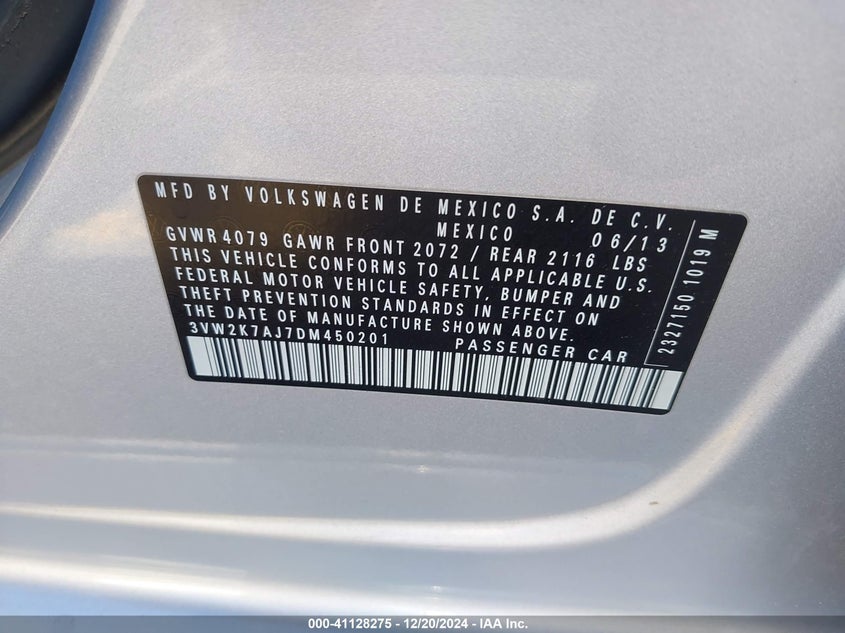 MFD BY VOLKSWAGEN DE MEXICO S.A. DE C.V.
MEXICO 06/13
GVWR 4079 GAWR FRONT 2072 / REAR 2116 LBS
THIS VEHICLE CONFORMS TO ALL APPLICABLE U.S.
FEDERAL MOTOR VEHICLE SAFETY, BUMPER AND
THEFT PREVENTION STANDARDS IN EFFECT ON
THE DATE OF MANUFACTURE SHOWN ABOVE.
3VW2K7AJ7DM450201 PASSENGER CAR
2327150 1019 M
000-41128275 - 12/20/2024 - IAA Inc.